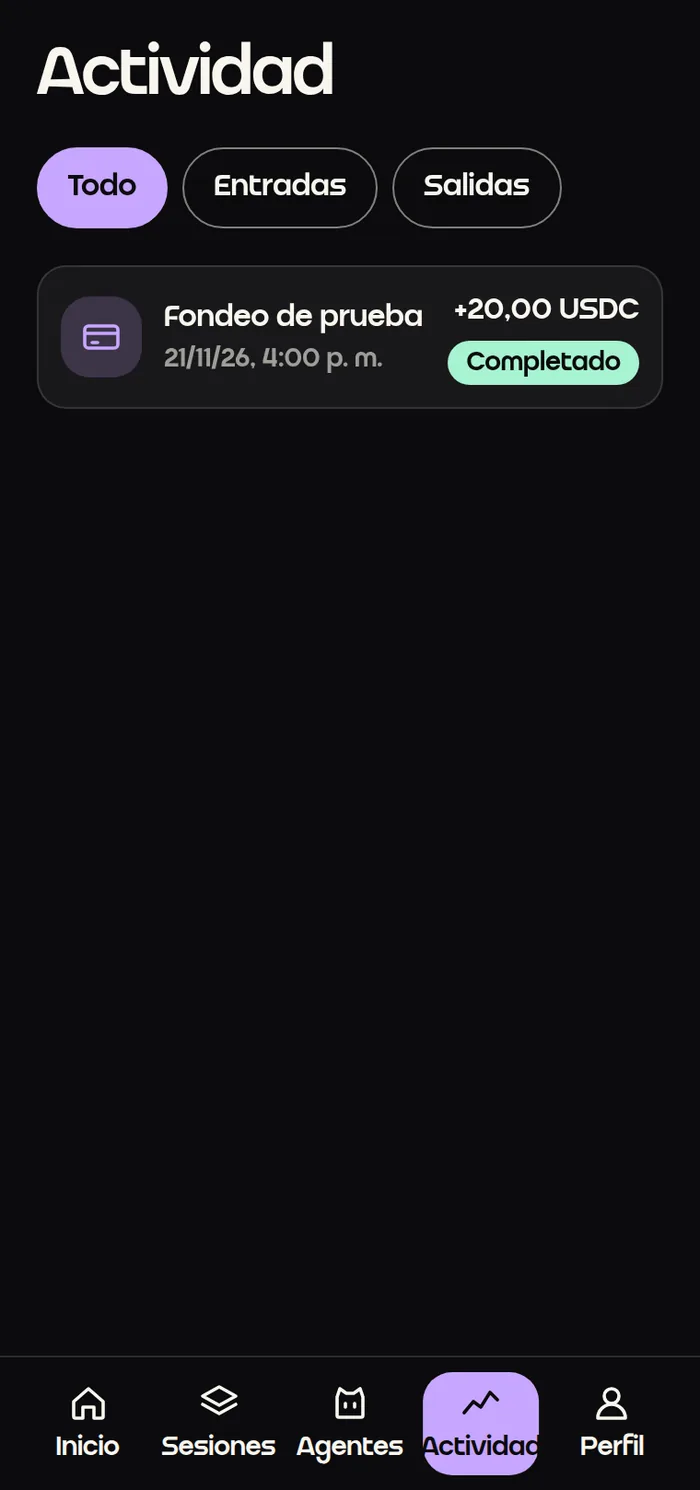 Actividad
Todo
Entradas
Salidas
Fondeo de prueba
+20,00 USDC
21/11/26, 4:00 p. m.
Completado
Inicio
Sesiones
Agentes
Actividad
Perfil